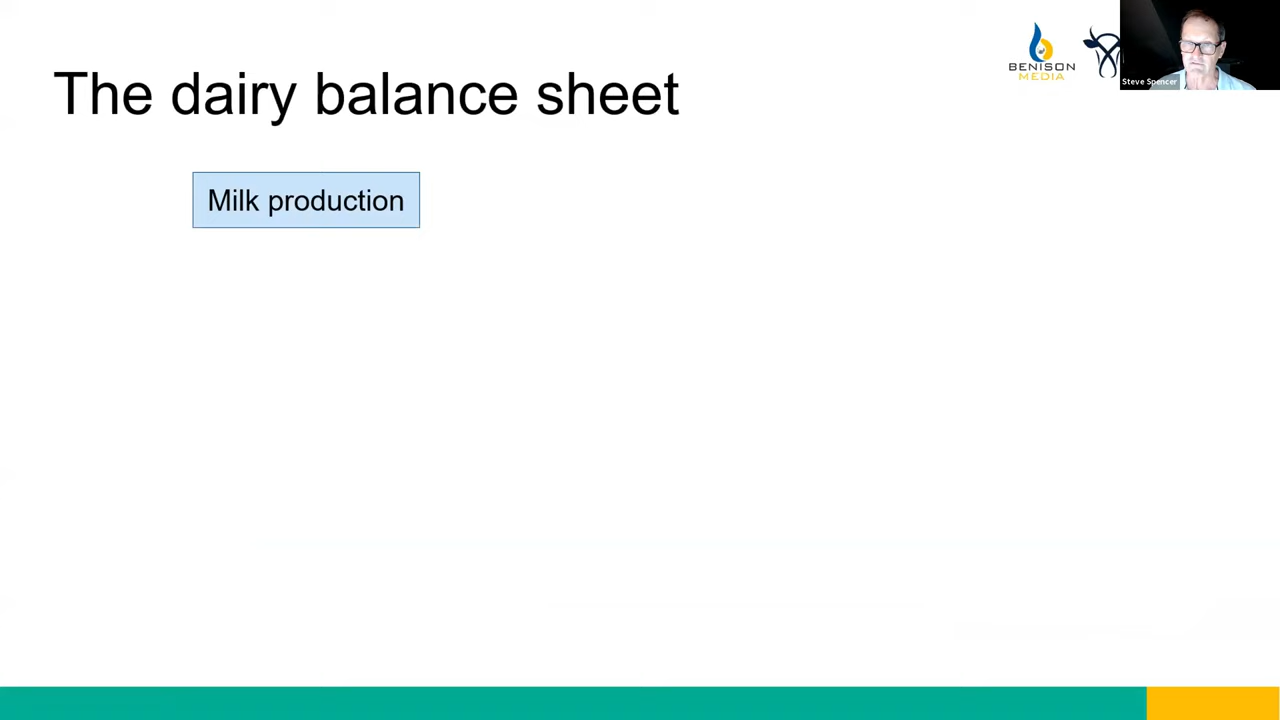 The dairy balance sheet
BENISON
MEDIA
Steve Spencer
Milk production